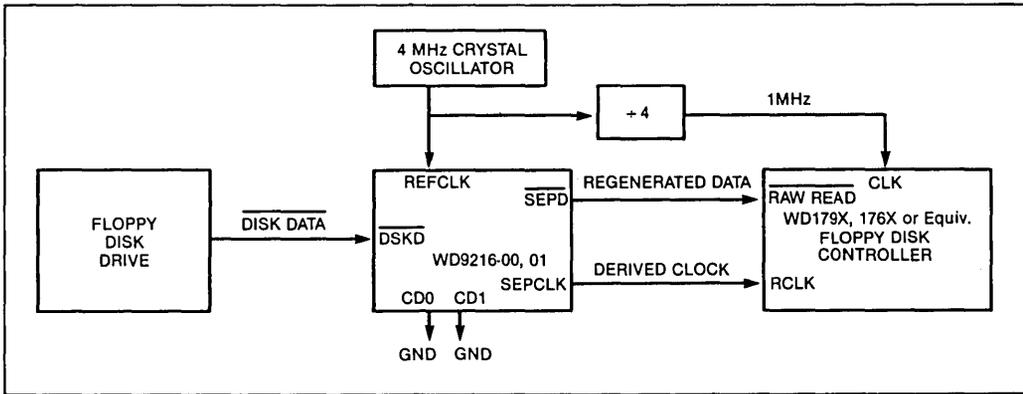 4 MHz CRYSTAL
OSCILLATOR
÷ 4
1MHz
FLOPPY
DISK
DRIVE
DISK DATA
REFCLK
SEPD
DSKD
WD9216-00, 01
SEPCLK
CD0 CD1
GND GND
REGENERATED DATA
DERIVED CLOCK
CLK
RAW READ
WD179X, 176X or Equiv.
FLOPPY DISK
CONTROLLER
RCLK